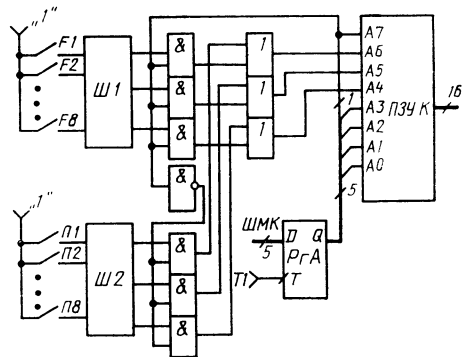 „1"
F1
F2
F8
Ш1
&
&
&
&
1
1
1
A7
A6
A5
A4
A3
A2
A1
A0
ПЗУ К
16
1
5
„1"
П1
П2
П8
Ш2
&
&
&
ШМК
5
D Q
РгА
T1
T